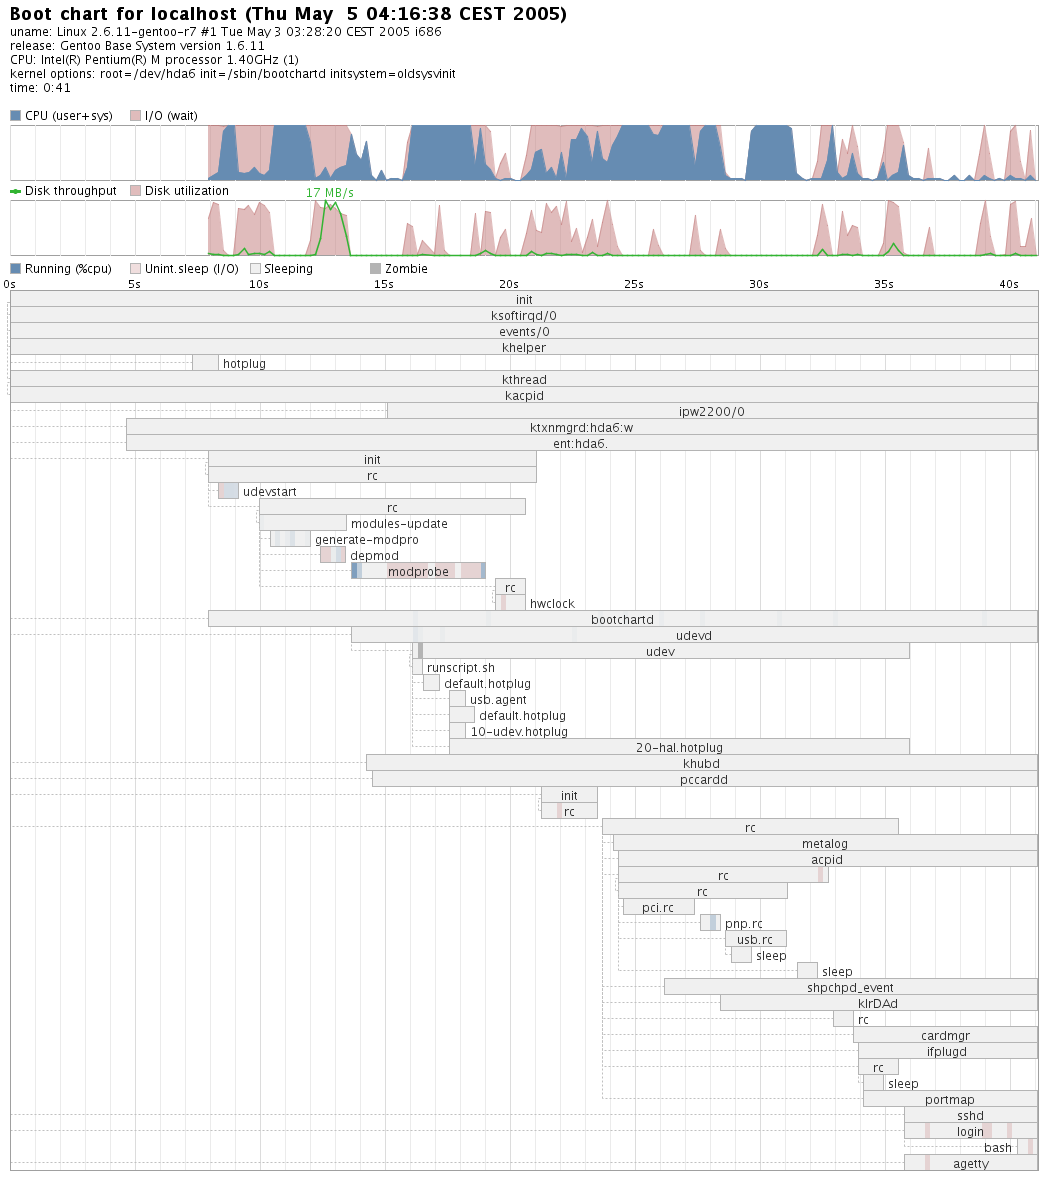 Boot chart for localhost (Thu May  5 04:16:38 CEST 2005)
uname: Linux 2.6.11-gentoo-r7 #1 Tue May 3 03:28:20 CEST 2005 i686
release: Gentoo Base System version 1.6.11
CPU: Intel(R) Pentium(R) M processor 1.40GHz (1)
kernel options: root=/dev/hda6 init=/sbin/bootchartd initsystem=oldsysvinit
time: 0:41
CPU (user+sys) I/O (wait)
Disk throughput Disk utilization
17 MB/s
Running (%cpu) Unint.sleep (I/O) Sleeping Zombie
0s 5s 10s 15s 20s 25s 30s 35s 40s
init
ksoftirqd/0
events/0
khelper
hotplug
kthread
kacpid
ipw2200/0
ktxnmgrd:hda6:w
ent:hda6.
init
rc
udevstart
rc
modules-update
generate-modpro
depmod
modprobe
rc
hwclock
bootchartd
udevd
udev
runscript.sh
default.hotplug
usb.agent
default.hotplug
10-udev.hotplug
20-hal.hotplug
khubd
pccardd
init
rc
rc
metalog
acpid
rc
rc
pci.rc
pnp.rc
usb.rc
sleep
sleep
shpchpd_event
klrDAd
rc
cardmgr
ifplugd
rc
sleep
portmap
sshd
login
bash
agetty